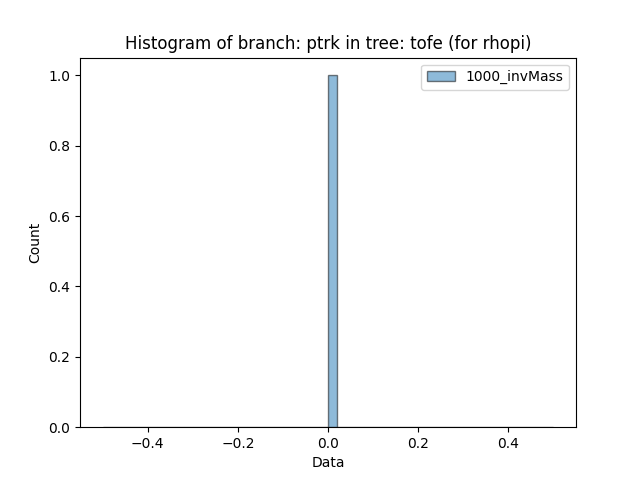 Histogram of branch: ptrk in tree: tofe (for rhopi)
1000_invMass
1.0
0.8
0.6
0.4
0.2
0.0
Count
−0.4 −0.2 0.0 0.2 0.4
Data